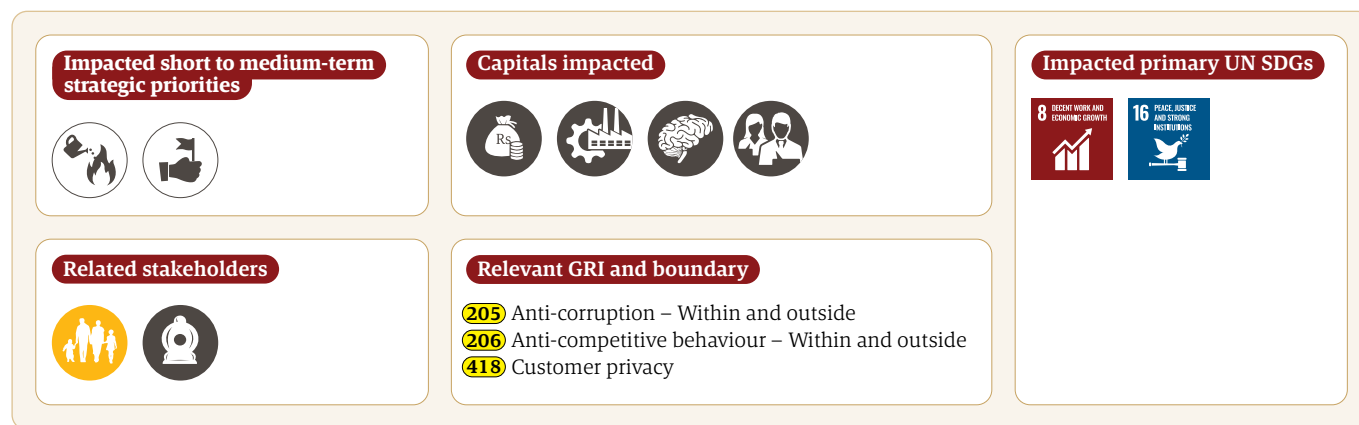 Impacted short to medium-term
strategic priorities
Capitals impacted
Rs
Impacted primary UN SDGs
8 DECENT WORK AND
ECONOMIC GROWTH
16 PEACE, JUSTICE
AND STRONG
INSTITUTIONS
Related stakeholders
Relevant GRI and boundary
205 Anti-corruption – Within and outside
206 Anti-competitive behaviour – Within and outside
418 Customer privacy